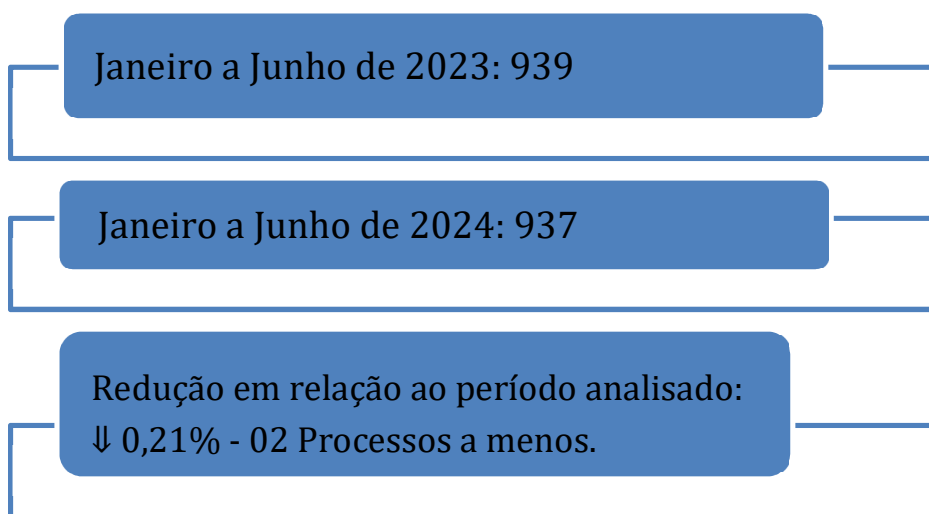 Janeiro a Junho de 2023: 939
Janeiro a Junho de 2024: 937
Redução em relação ao período analisado:
⇓ 0,21% - 02 Processos a menos.